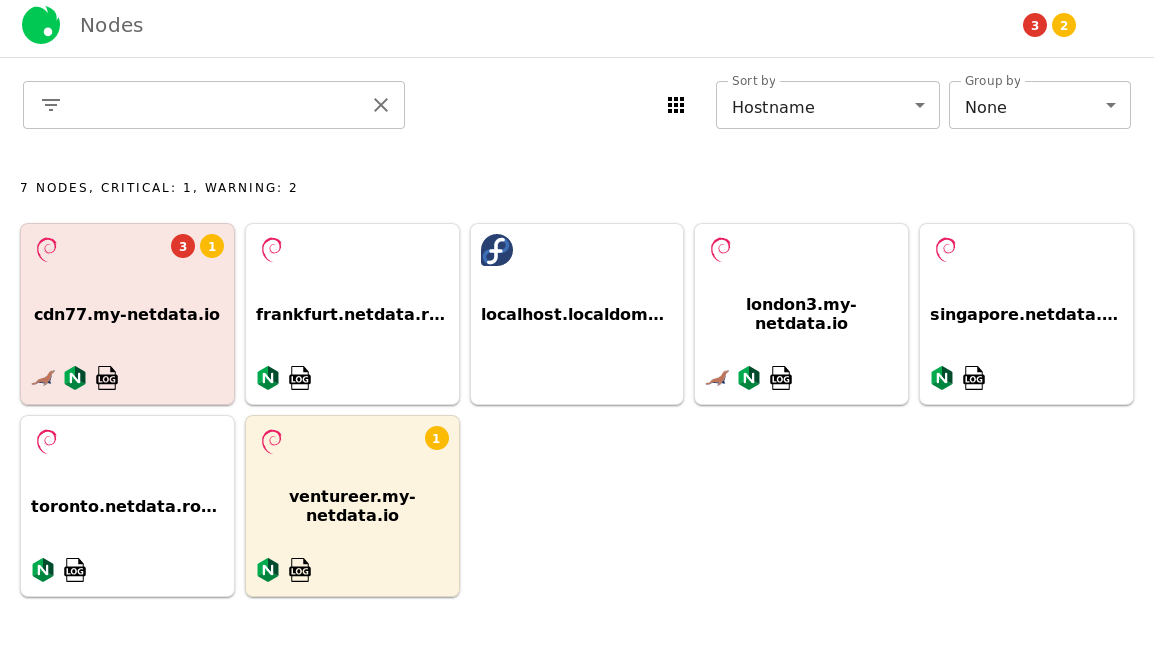 Nodes
3 2
Sort by
Hostname
Group by
None
7 NODES, CRITICAL: 1, WARNING: 2
3 1
cdn77.my-netdata.io
N LOG
frankfurt.netdata.r...
N LOG
localhost.localdom...
london3.my-
netdata.io
N LOG
singapore.netdata....
N LOG
toronto.netdata.ro...
N LOG
1
ventureer.my-
netdata.io
N LOG